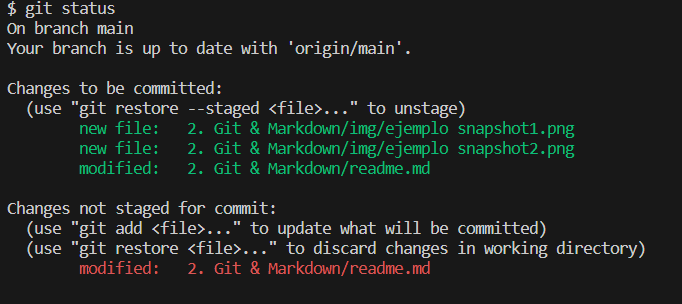 $ git status
On branch main
Your branch is up to date with 'origin/main'.
Changes to be committed:
(use "git restore --staged <file>..." to unstage)
new file: 2. Git & Markdown/img/ejemplo snapshot1.png
new file: 2. Git & Markdown/img/ejemplo snapshot2.png
modified: 2. Git & Markdown/readme.md
Changes not staged for commit:
(use "git add <file>..." to update what will be committed)
(use "git restore <file>..." to discard changes in working directory)
modified: 2. Git & Markdown/readme.md